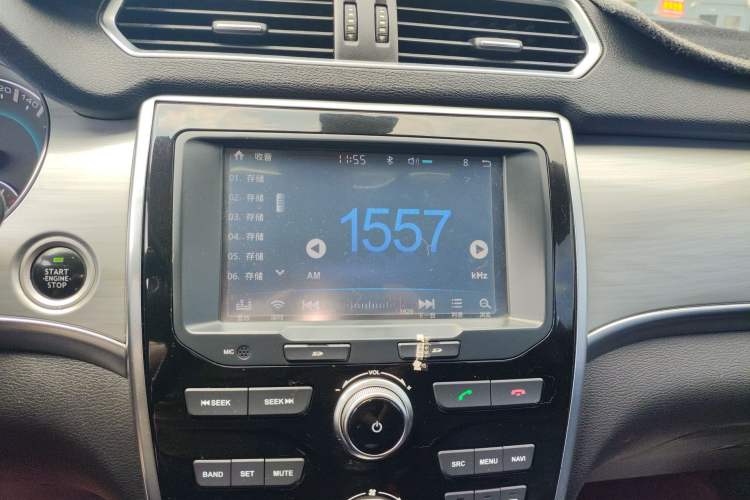 120 140
收音 11:55 8
01. 存储
02. 存储
03. 存储
04. 存储
05. 存储
06. 存储
1557
AM kHz
START
ENGINE
STOP
MIC
VOL
- +
SEEK SEEK
BAND SET MUTE
SRC MENU NAVI